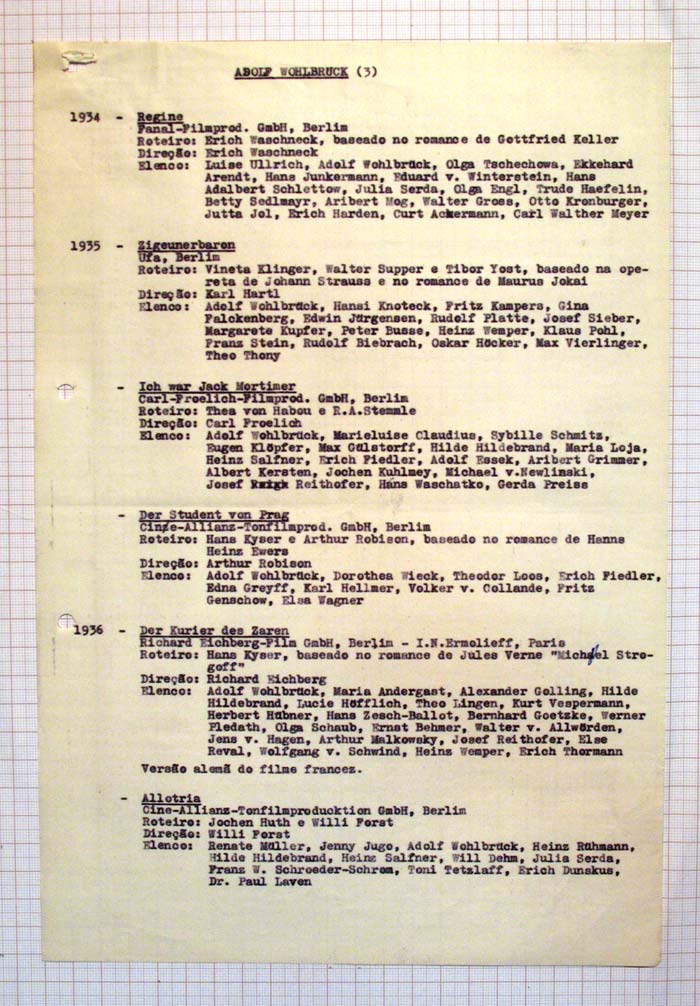 ADOLF WOHLBRUCK (3)
1934 - Regine
Fanal-Filmprod. GmbH, Berlin
Roteiro: Erich Waschneck, baseado no romance de Gottfried Keller
Direção: Erich Waschneck
Elenco: Luise Ullrich, Adolf Wohlbrück, Olga Tschechowa, Ekkehard
Arendt, Hans Junkermann, Eduard v. Winterstein, Hans
Adalbert Schlettow, Julia Serda, Olga Engl, Trude Haefelin,
Betty Sedlmayr, Aribert Mog, Walter Gross, Otto Kronburger,
Jutta Jol, Erich Harden, Curt Ackermann, Carl Walther Meyer
1935 - Zigeunerbaron
Ufa, Berlim
Roteiro: Vineta Klinger, Walter Supper e Tibor Yost, baseado na ope-
reta de Johann Strauss e no romance de Maurus Jokai
Direção: Karl Hartl
Elenco: Adolf Wohlbrück, Hansi Knoteck, Fritz Kampers, Gina
Falckenberg, Edwin Jürgensen, Rudolf Platte, Josef Sieber,
Margarete Kupfer, Peter Busse, Heinz Wemper, Klaus Pohl,
Franz Stein, Rudolf Biebrach, Oskar Höcker, Max Vierlinger,
Theo Thony
- Ich war Jack Mortimer
Carl-Froelich-Filmprod. GmbH, Berlim
Roteiro: Thea von Habou e R.A.Stemmle
Direção: Carl Froelich
Elenco: Adolf Wohlbrück, Marieluise Claudius, Sybille Schmitz,
Eugen Klöpfer, Max Gülstorff, Hilde Hildebrand, Maria Loja,
Heinz Salfner, Erich Fiedler, Adolf Essek, Aribert Grimmer,
Albert Kersten, Jochen Kuhlmey, Michael v.Newlinski,
Josef Reithofer, Hans Waschatko, Gerda Preiss
- Der Student von Prag
Cine-Allianz-Tonfilmprod. GmbH, Berlim
Roteiro: Hans Kyser e Arthur Robison, baseado no romance de Hanns
Heinz Ewers
Direção: Arthur Robison
Elenco: Adolf Wohlbrück, Dorothea Wieck, Theodor Loos, Erich Fiedler,
Edna Greyff, Karl Hellmer, Volker v. Collande, Fritz
Genschow, Elsa Wagner
1936 - Der Kurier des Zaren
Richard Eichberg-Film GmbH, Berlim - I.N.Ermolieff, Paris
Roteiro: Hans Kyser, baseado no romance de Jules Verne "Michael Stro-
goff"
Direção: Richard Eichberg
Elenco: Adolf Wohlbrück, Maria Andergast, Alexander Golling, Hilde
Hildebrand, Lucie Höfflich, Theo Lingen, Kurt Vespermann,
Herbert Hübner, Hans Zesch-Ballot, Bernhard Goetzke, Werner
Pledath, Olga Schaub, Ernst Behmer, Walter v. Allwörden,
Jens v. Hagen, Arthur Malkowsky, Josef Reithofer, Else
Reval, Wolfgang v. Schwind, Heinz Wemper, Erich Thormann
Versão alemã do filme francez.
- Allotria
Cine-Allianz-Tonfilmproducktion GmbH, Berlim
Roteiro: Jochen Huth e Willi Forst
Direção: Willi Forst
Elenco: Renate Müller, Jenny Jugo, Adolf Wohlbrück, Heinz Rühmann,
Hilde Hildebrand, Heinz Salfner, Will Dehm, Julia Serda,
Franz W. Schroeder-Schrom, Toni Tetzlaff, Erich Dunskus,
Dr. Paul Laven